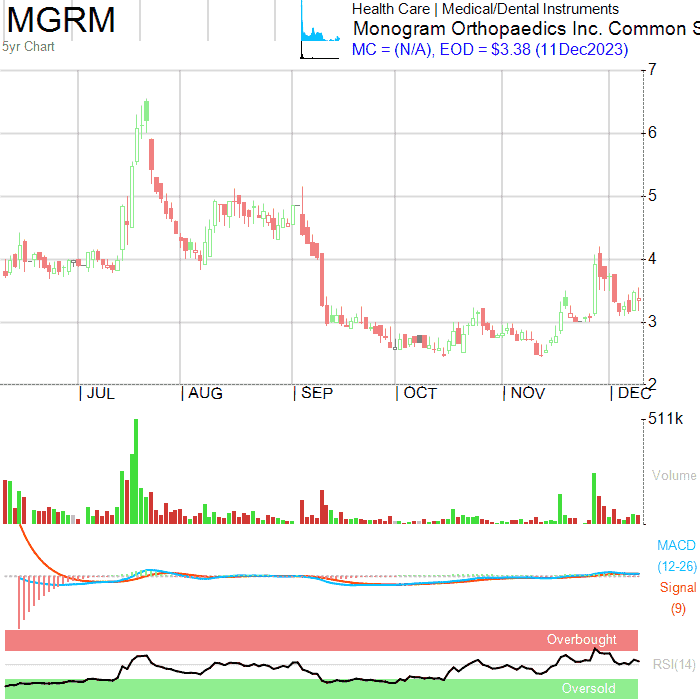 MGRM
5yr Chart
Health Care | Medical/Dental Instruments
Monogram Orthopaedics Inc. Common S
MC = (N/A), EOD = $3.38 (11Dec2023)
7
6
5
4
3
2
| JUL | AUG | SEP | OCT | NOV | DEC
511k
Volume
MACD
(12-26)
Signal
(9)
Overbought
RSI(14)
Oversold